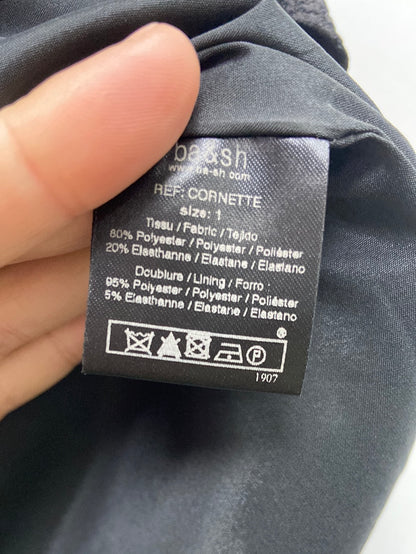 ba&sh
www.ba-sh.com
REF: CORNETTE
size: 1
Tissu / Fabric / Tejido
80% Polyester / Polyester / Poliéster
20% Elasthanne / Elastane / Elastano
Doublure / Lining / Forro :
95% Polyester / Polyester / Poliéster
5% Elasthanne / Elastane / Elastano
P
1907